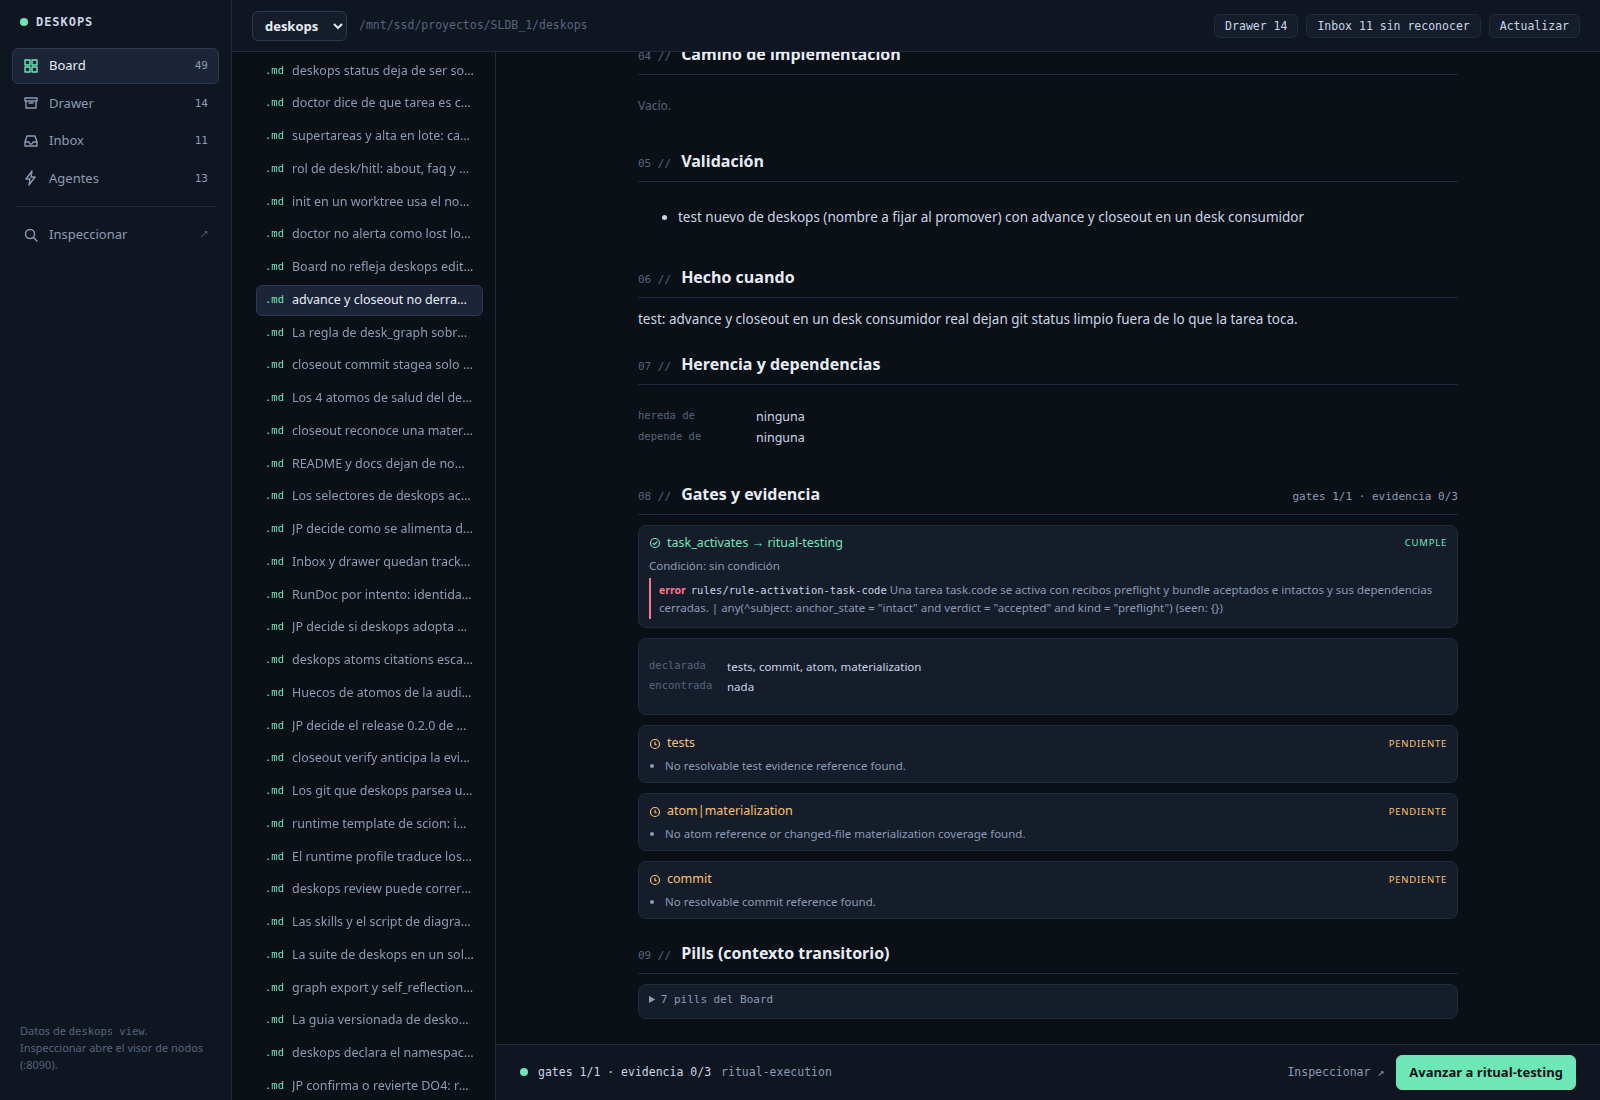 DESKOPS
Board 49
Drawer 14
Inbox 11
Agentes 13
Inspeccionar ↗
Datos de deskops view.
Inspeccionar abre el visor de nodos
(:8090).
deskops /mnt/ssd/proyectos/SLDB_1/deskops
Drawer 14 Inbox 11 sin reconocer Actualizar
.md deskops status deja de ser so...
.md doctor dice de que tarea es c...
.md supertareas y alta en lote: ca...
.md rol de desk/hitl: about, faq y ...
.md init en un worktree usa el no...
.md doctor no alerta como lost lo...
.md Board no refleja deskops edit...
.md advance y closeout no derra...
.md La regla de desk_graph sobr...
.md closeout commit stagea solo ...
.md Los 4 atomos de salud del de...
.md closeout reconoce una mater...
.md README y docs dejan de no...
.md Los selectores de deskops ac...
.md JP decide como se alimenta d...
.md Inbox y drawer quedan track...
.md RunDoc por intento: identida...
.md JP decide si deskops adopta ...
.md deskops atoms citations esca...
.md Huecos de atomos de la audi...
.md JP decide el release 0.2.0 de ...
.md closeout verify anticipa la evi...
.md Los git que deskops parsea u...
.md runtime template de scion: i...
.md El runtime profile traduce los...
.md deskops review puede correr...
.md Las skills y el script de diagra...
.md La suite de deskops en un sol...
.md graph export y self_reflection...
.md La guia versionada de desko...
.md deskops declara el namespac...
.md JP confirma o revierte DO4: r...
04 // Camino de implementación
Vacío.
05 // Validación
• test nuevo de deskops (nombre a fijar al promover) con advance y closeout en un desk consumidor
06 // Hecho cuando
test: advance y closeout en un desk consumidor real dejan git status limpio fuera de lo que la tarea toca.
07 // Herencia y dependencias
hereda de ninguna
depende de ninguna
08 // Gates y evidencia gates 1/1 · evidencia 0/3
task_activates → ritual-testing CUMPLE
Condición: sin condición
error rules/rule-activation-task-code Una tarea task.code se activa con recibos preflight y bundle aceptados e intactos y sus dependencias
cerradas. | any(^subject: anchor_state = "intact" and verdict = "accepted" and kind = "preflight") (seen: {})
declarada tests, commit, atom, materialization
encontrada nada
tests PENDIENTE
• No resolvable test evidence reference found.
atom|materialization PENDIENTE
• No atom reference or changed-file materialization coverage found.
commit PENDIENTE
• No resolvable commit reference found.
09 // Pills (contexto transitorio)
▶ 7 pills del Board
gates 1/1 · evidencia 0/3 ritual-execution
Inspeccionar ↗ Avanzar a ritual-testing